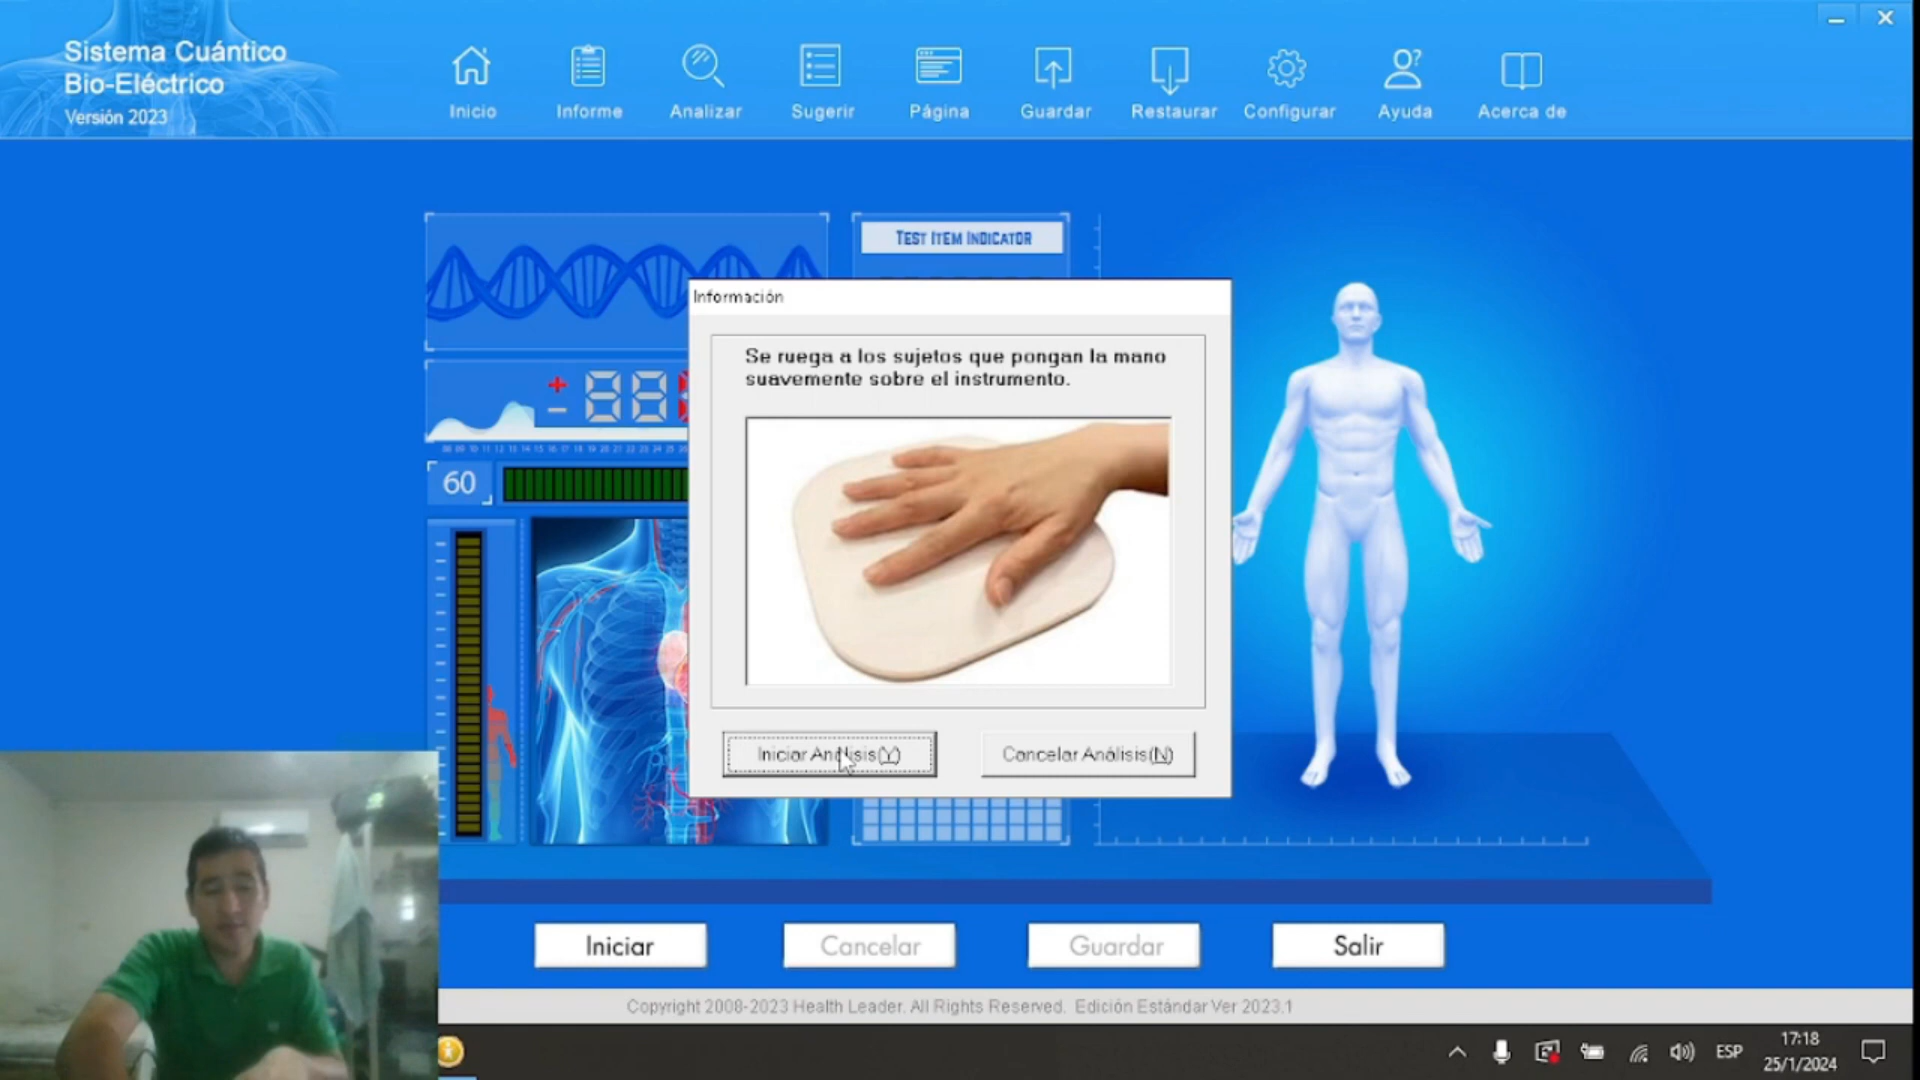 Sistema Cuántico
Bio-Eléctrico
Versión 2023
Inicio
Informe
Analizar
Sugerir
Página
Guardar
Restaurar
Configurar
Ayuda
Acerca de
TEST ITEM INDICATOR
Información
Se ruega a los sujetos que pongan la mano
suavemente sobre el instrumento.
60
Iniciar Análisis(Y)
Cancelar Análisis(N)
Iniciar
Cancelar
Guardar
Salir
Copyright 2008-2023 Health Leader. All Rights Reserved. Edición Estándar Ver 2023.1
ESP
17:18
25/1/2024